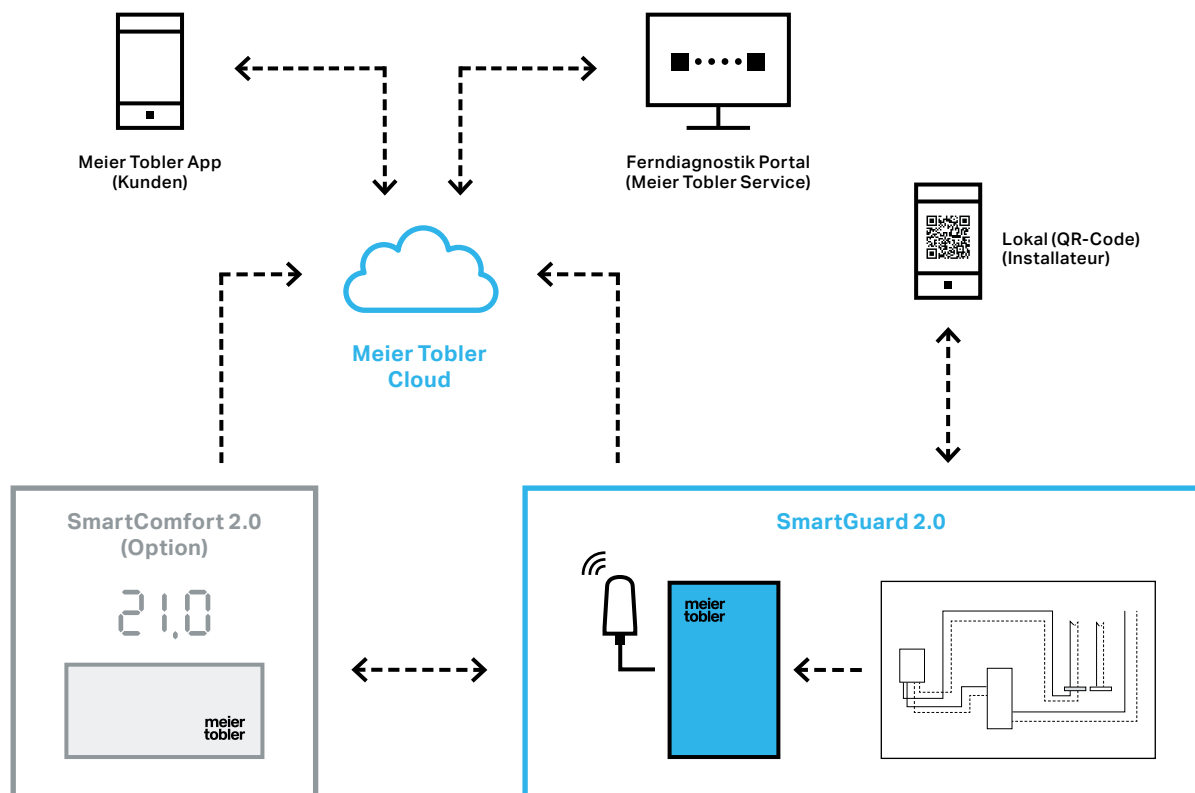 Meier Tobler App
(Kunden)
Ferndiagnostik Portal
(Meier Tobler Service)
Lokal (QR-Code)
(Installateur)
Meier Tobler
Cloud
SmartComfort 2.0
(Option)
21,0
meier
tobler
SmartGuard 2.0
meier
tobler